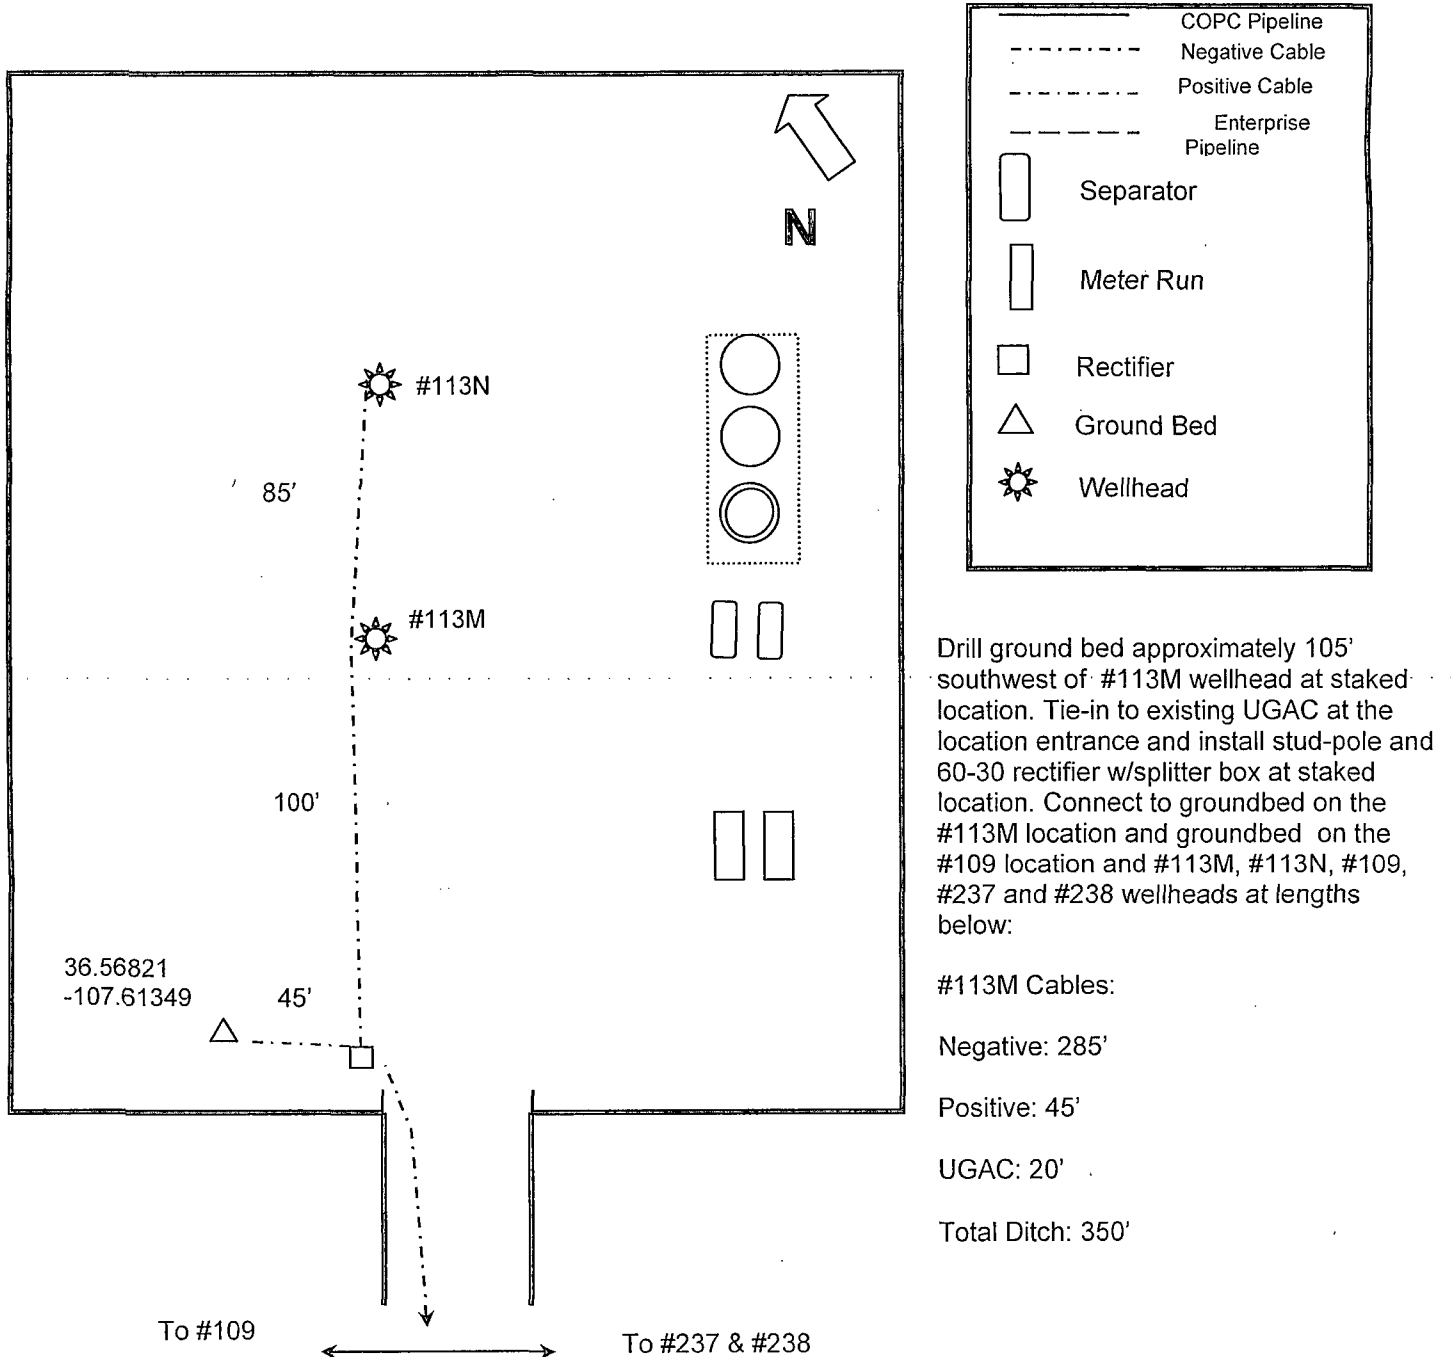 COPC Pipeline
Negative Cable
Positive Cable
Enterprise
Pipeline
Separator
Meter Run
Rectifier
Ground Bed
Wellhead
N
#113N
85'
#113M
100'
36.56821
-107.61349
45'
To #109
To #237 & #238
Drill ground bed approximately 105'
southwest of #113M wellhead at staked
location. Tie-in to existing UGAC at the
location entrance and install stud-pole and
60-30 rectifier w/splitter box at staked
location. Connect to groundbed on the
#113M location and groundbed on the
#109 location and #113M, #113N, #109,
#237 and #238 wellheads at lengths
below:
#113M Cables:
Negative: 285'
Positive: 45'
UGAC: 20'
Total Ditch: 350'